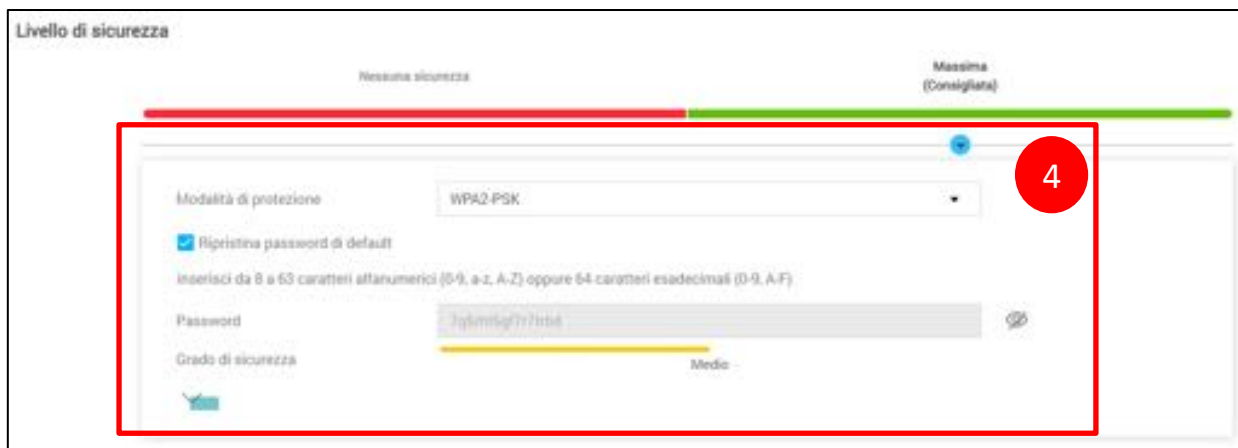 Livello di sicurezza
Nessuna sicurezza
Massima
(Consigliata)
4
Modalità di protezione
WPA2-PSK
Ripristina password di default
Inserisci da 8 a 63 caratteri alfanumerici (0-9, a-z, A-Z) oppure 64 caratteri esadecimali (0-9, A-F)
Password
Grado di sicurezza
Medio